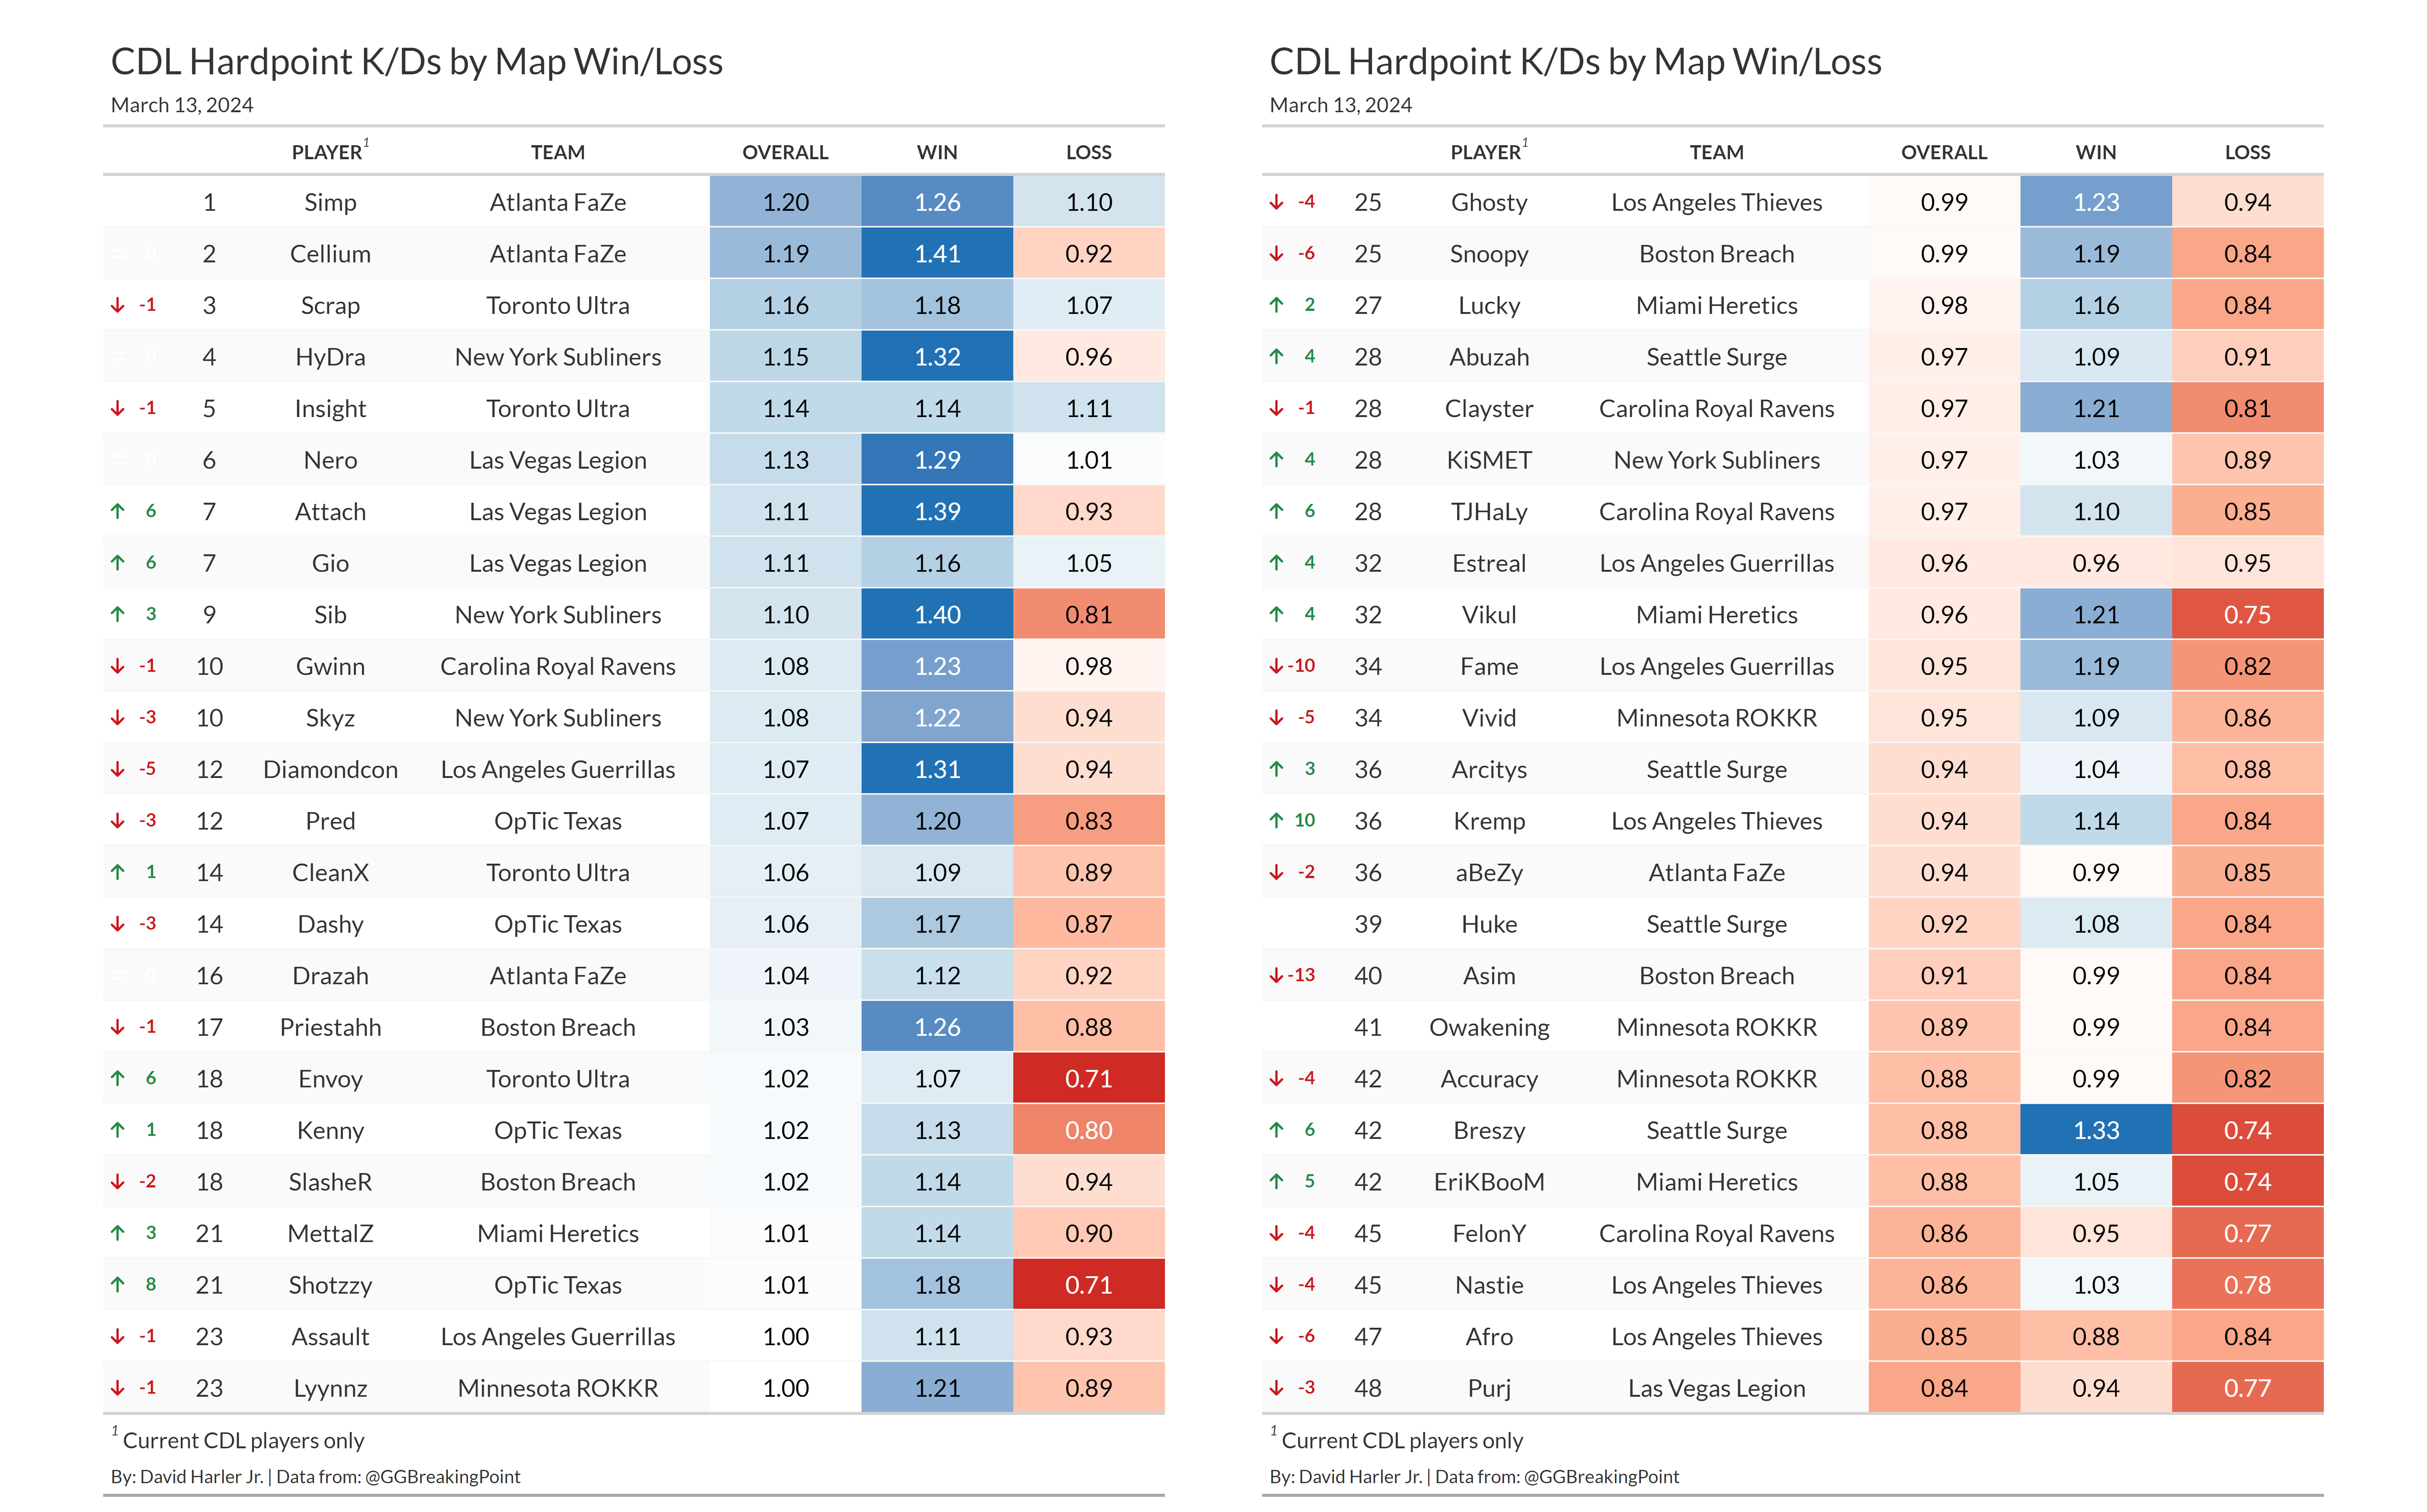 CDL Hardpoint K/Ds by Map Win/Loss
March 13, 2024
PLAYER1 TEAM OVERALL WIN LOSS
1 Simp Atlanta FaZe 1.20 1.26 1.10
= 0 2 Cellium Atlanta FaZe 1.19 1.41 0.92
↓ -1 3 Scrap Toronto Ultra 1.16 1.18 1.07
= 0 4 HyDra New York Subliners 1.15 1.32 0.96
↓ -1 5 Insight Toronto Ultra 1.14 1.14 1.11
= 0 6 Nero Las Vegas Legion 1.13 1.29 1.01
↑ 6 7 Attach Las Vegas Legion 1.11 1.39 0.93
↑ 6 7 Gio Las Vegas Legion 1.11 1.16 1.05
↑ 3 9 Sib New York Subliners 1.10 1.40 0.81
↓ -1 10 Gwinn Carolina Royal Ravens 1.08 1.23 0.98
↓ -3 10 Skyz New York Subliners 1.08 1.22 0.94
↓ -5 12 Diamondcon Los Angeles Guerrillas 1.07 1.31 0.94
↓ -3 12 Pred OpTic Texas 1.07 1.20 0.83
↑ 1 14 CleanX Toronto Ultra 1.06 1.09 0.89
↓ -3 14 Dashy OpTic Texas 1.06 1.17 0.87
= 0 16 Drazah Atlanta FaZe 1.04 1.12 0.92
↓ -1 17 Priestahh Boston Breach 1.03 1.26 0.88
↑ 6 18 Envoy Toronto Ultra 1.02 1.07 0.71
↑ 1 18 Kenny OpTic Texas 1.02 1.13 0.80
↓ -2 18 SlasheR Boston Breach 1.02 1.14 0.94
↑ 3 21 MettalZ Miami Heretics 1.01 1.14 0.90
↑ 8 21 Shotzzy OpTic Texas 1.01 1.18 0.71
↓ -1 23 Assault Los Angeles Guerrillas 1.00 1.11 0.93
↓ -1 23 Lyynnz Minnesota ROKKR 1.00 1.21 0.89
1 Current CDL players only
By: David Harler Jr. | Data from: @GGBreakingPoint
CDL Hardpoint K/Ds by Map Win/Loss
March 13, 2024
PLAYER1 TEAM OVERALL WIN LOSS
↓ -4 25 Ghosty Los Angeles Thieves 0.99 1.23 0.94
↓ -6 25 Snoopy Boston Breach 0.99 1.19 0.84
↑ 2 27 Lucky Miami Heretics 0.98 1.16 0.84
↑ 4 28 Abuzah Seattle Surge 0.97 1.09 0.91
↓ -1 28 Clayster Carolina Royal Ravens 0.97 1.21 0.81
↑ 4 28 KiSMET New York Subliners 0.97 1.03 0.89
↑ 6 28 TJHaLy Carolina Royal Ravens 0.97 1.10 0.85
↑ 4 32 Estreal Los Angeles Guerrillas 0.96 0.96 0.95
↑ 4 32 Vikul Miami Heretics 0.96 1.21 0.75
↓ -10 34 Fame Los Angeles Guerrillas 0.95 1.19 0.82
↓ -5 34 Vivid Minnesota ROKKR 0.95 1.09 0.86
↑ 3 36 Arcitys Seattle Surge 0.94 1.04 0.88
↑ 10 36 Kremp Los Angeles Thieves 0.94 1.14 0.84
↓ -2 36 aBeZy Atlanta FaZe 0.94 0.99 0.85
39 Huke Seattle Surge 0.92 1.08 0.84
↓ -13 40 Asim Boston Breach 0.91 0.99 0.84
41 Owakening Minnesota ROKKR 0.89 0.99 0.84
↓ -4 42 Accuracy Minnesota ROKKR 0.88 0.99 0.82
↑ 6 42 Breszy Seattle Surge 0.88 1.33 0.74
↑ 5 42 EriKBooM Miami Heretics 0.88 1.05 0.74
↓ -4 45 FelonY Carolina Royal Ravens 0.86 0.95 0.77
↓ -4 45 Nastie Los Angeles Thieves 0.86 1.03 0.78
↓ -6 47 Afro Los Angeles Thieves 0.85 0.88 0.84
↓ -3 48 Purj Las Vegas Legion 0.84 0.94 0.77
1 Current CDL players only
By: David Harler Jr. | Data from: @GGBreakingPoint